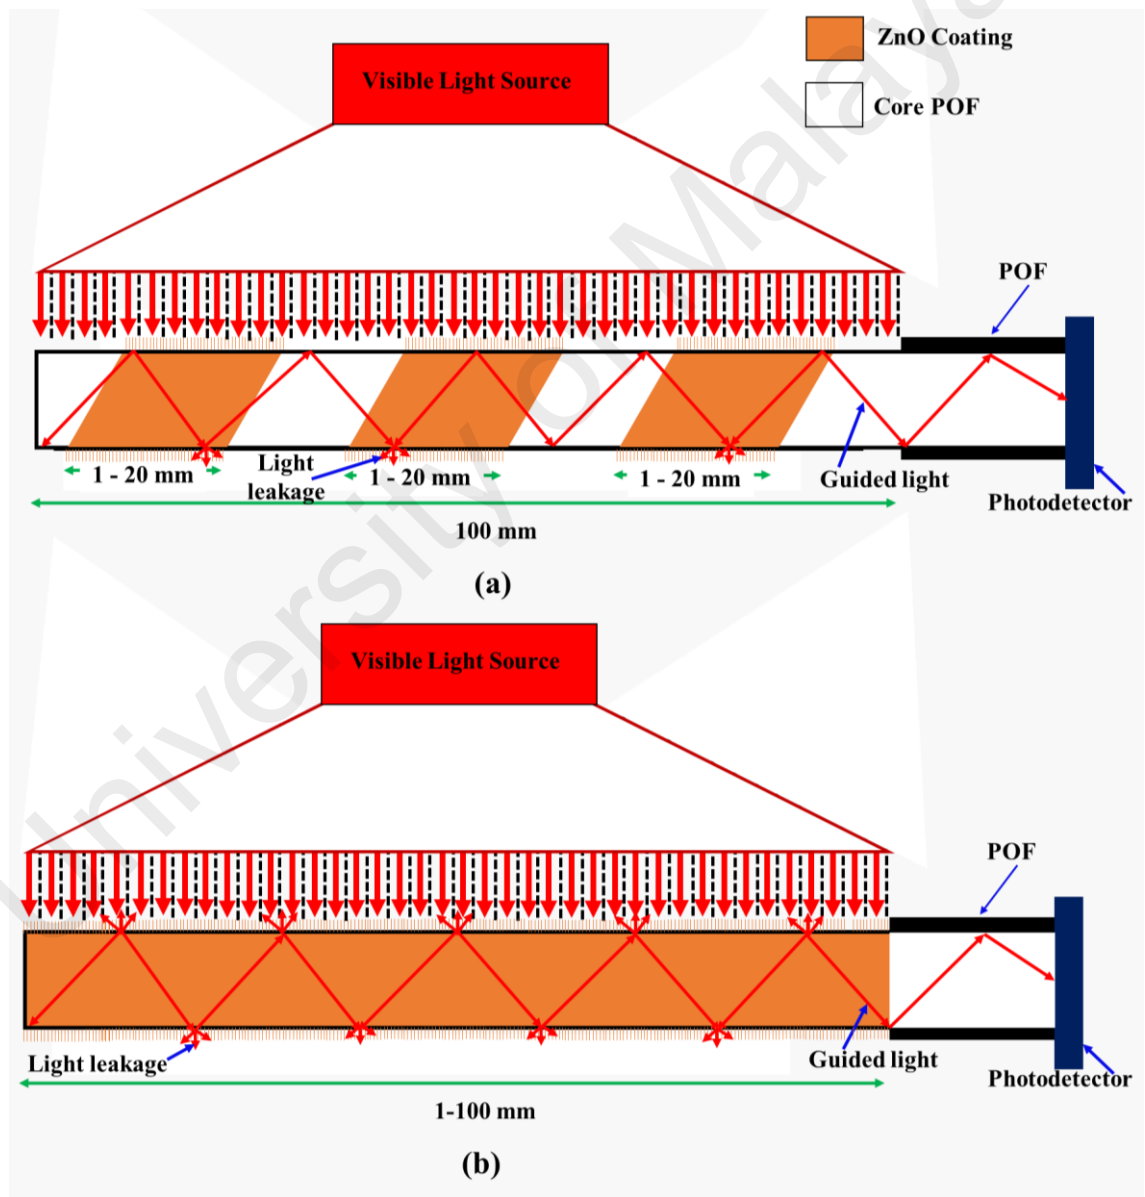 ZnO Coating
Visible Light Source
Core POF
POF
1 - 20 mm
Light
leakage
1 - 20 mm
1 - 20 mm
Guided light
Photodetector
100 mm
(a)
Visible Light Source
POF
Light leakage
Guided light
Photodetector
1-100 mm
(b)
University of Malaya